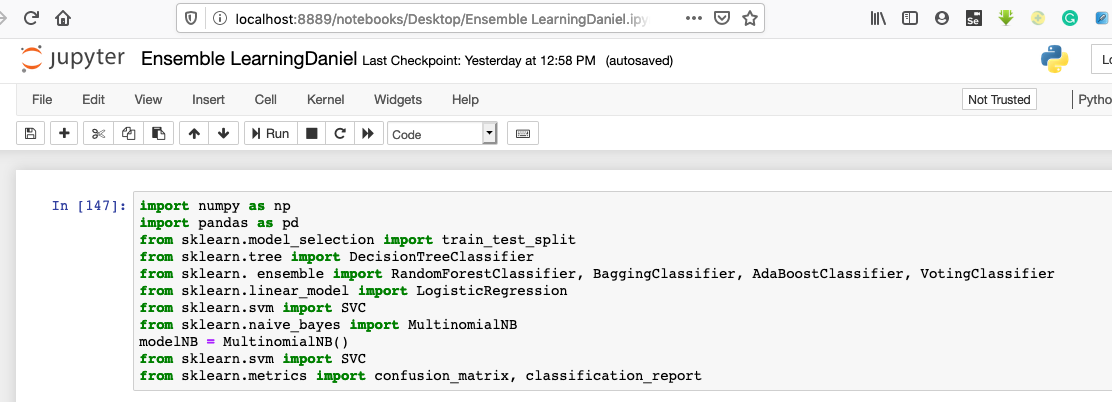 localhost:8889/notebooks/Desktop/Ensemble LearningDaniel.ipy
Se
G
jupyter Ensemble LearningDaniel Last Checkpoint: Yesterday at 12:58 PM (autosaved)
File Edit View Insert Cell Kernel Widgets Help Not Trusted Pytho
Run Code
In [147]: import numpy as np
import pandas as pd
from sklearn.model_selection import train_test_split
from sklearn.tree import DecisionTreeClassifier
from sklearn. ensemble import RandomForestClassifier, BaggingClassifier, AdaBoostClassifier, VotingClassifier
from sklearn.linear_model import LogisticRegression
from sklearn.svm import SVC
from sklearn.naive_bayes import MultinomialNB
modelNB = MultinomialNB()
from sklearn.svm import SVC
from sklearn.metrics import confusion_matrix, classification_report